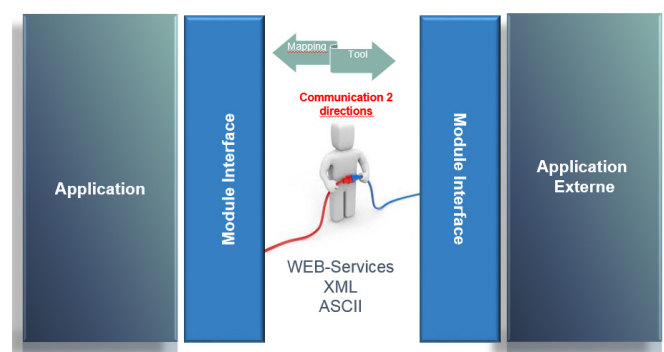 Application
Module Interface
Mapping
Tool
Communication 2
directions
WEB-Services
XML
ASCII
Module Interface
Application
Externe